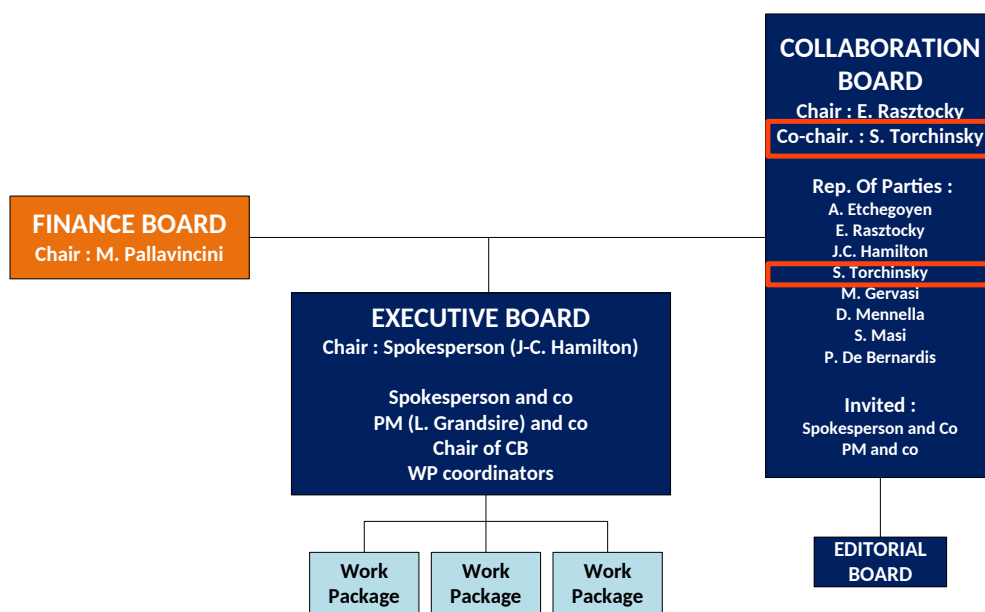 COLLABORATION
BOARD
Chair : E. Rasztocky
Co-chair. : S. Torchinsky
Rep. Of Parties :
A. Etchegoyen
E. Rasztocky
J.C. Hamilton
S. Torchinsky
M. Gervasi
D. Mennella
S. Masi
P. De Bernardis
Invited :
Spokesperson and Co
PM and co
FINANCE BOARD
Chair : M. Pallavincini
EXECUTIVE BOARD
Chair : Spokesperson (J-C. Hamilton)
Spokesperson and co
PM (L. Grandsire) and co
Chair of CB
WP coordinators
EDITORIAL
BOARD
Work
Package
Work
Package
Work
Package